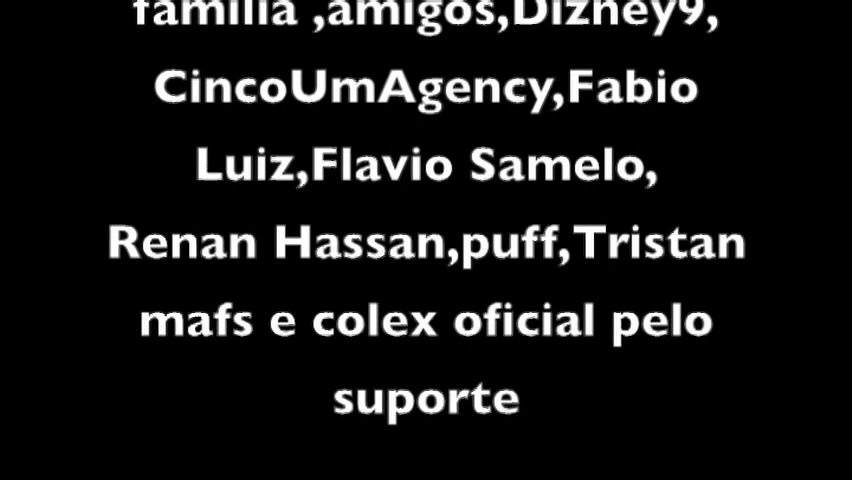 familia ,amigos,Dizney9,
CincoUmAgency,Fabio
Luiz,Flavio Samelo,
Renan Hassan,puff,Tristan
mafs e colex oficial pelo
suporte